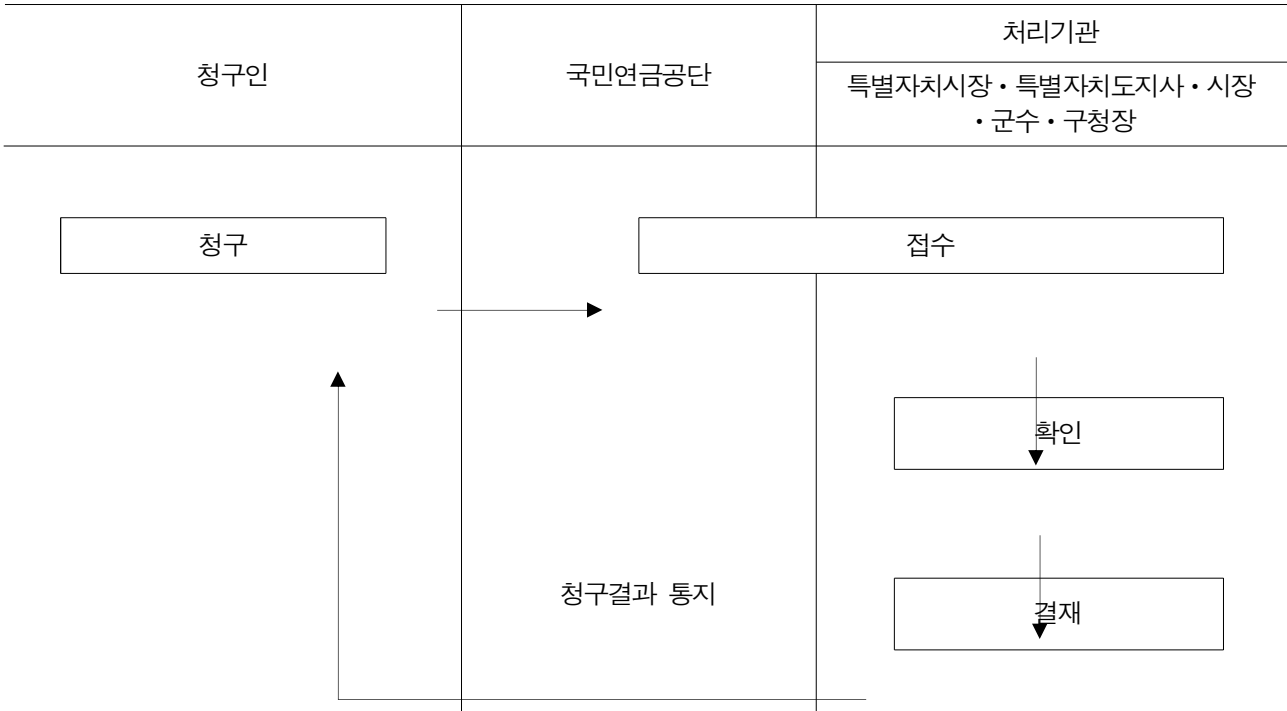 청구인
국민연금공단
처리기관
특별자치시장・특별자치도지사・시장
・군수・구청장
청구
접수
확인
청구결과 통지
결재